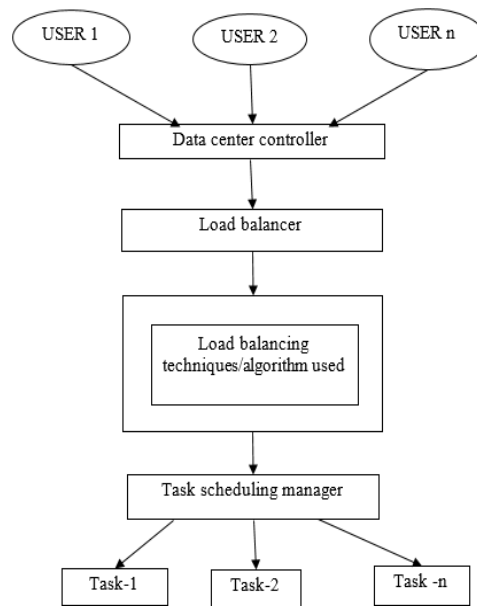 USER 1
USER 2
USER n
Data center controller
Load balancer
Load balancing
techniques/algorithm used
Task scheduling manager
Task-1
Task-2
Task -n